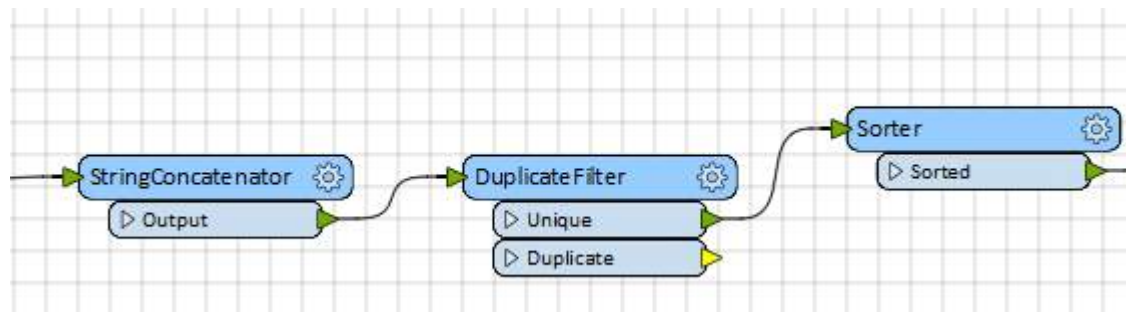 StringConcatenator
Output
DuplicateFilter
Unique
Duplicate
Sorter
Sorted